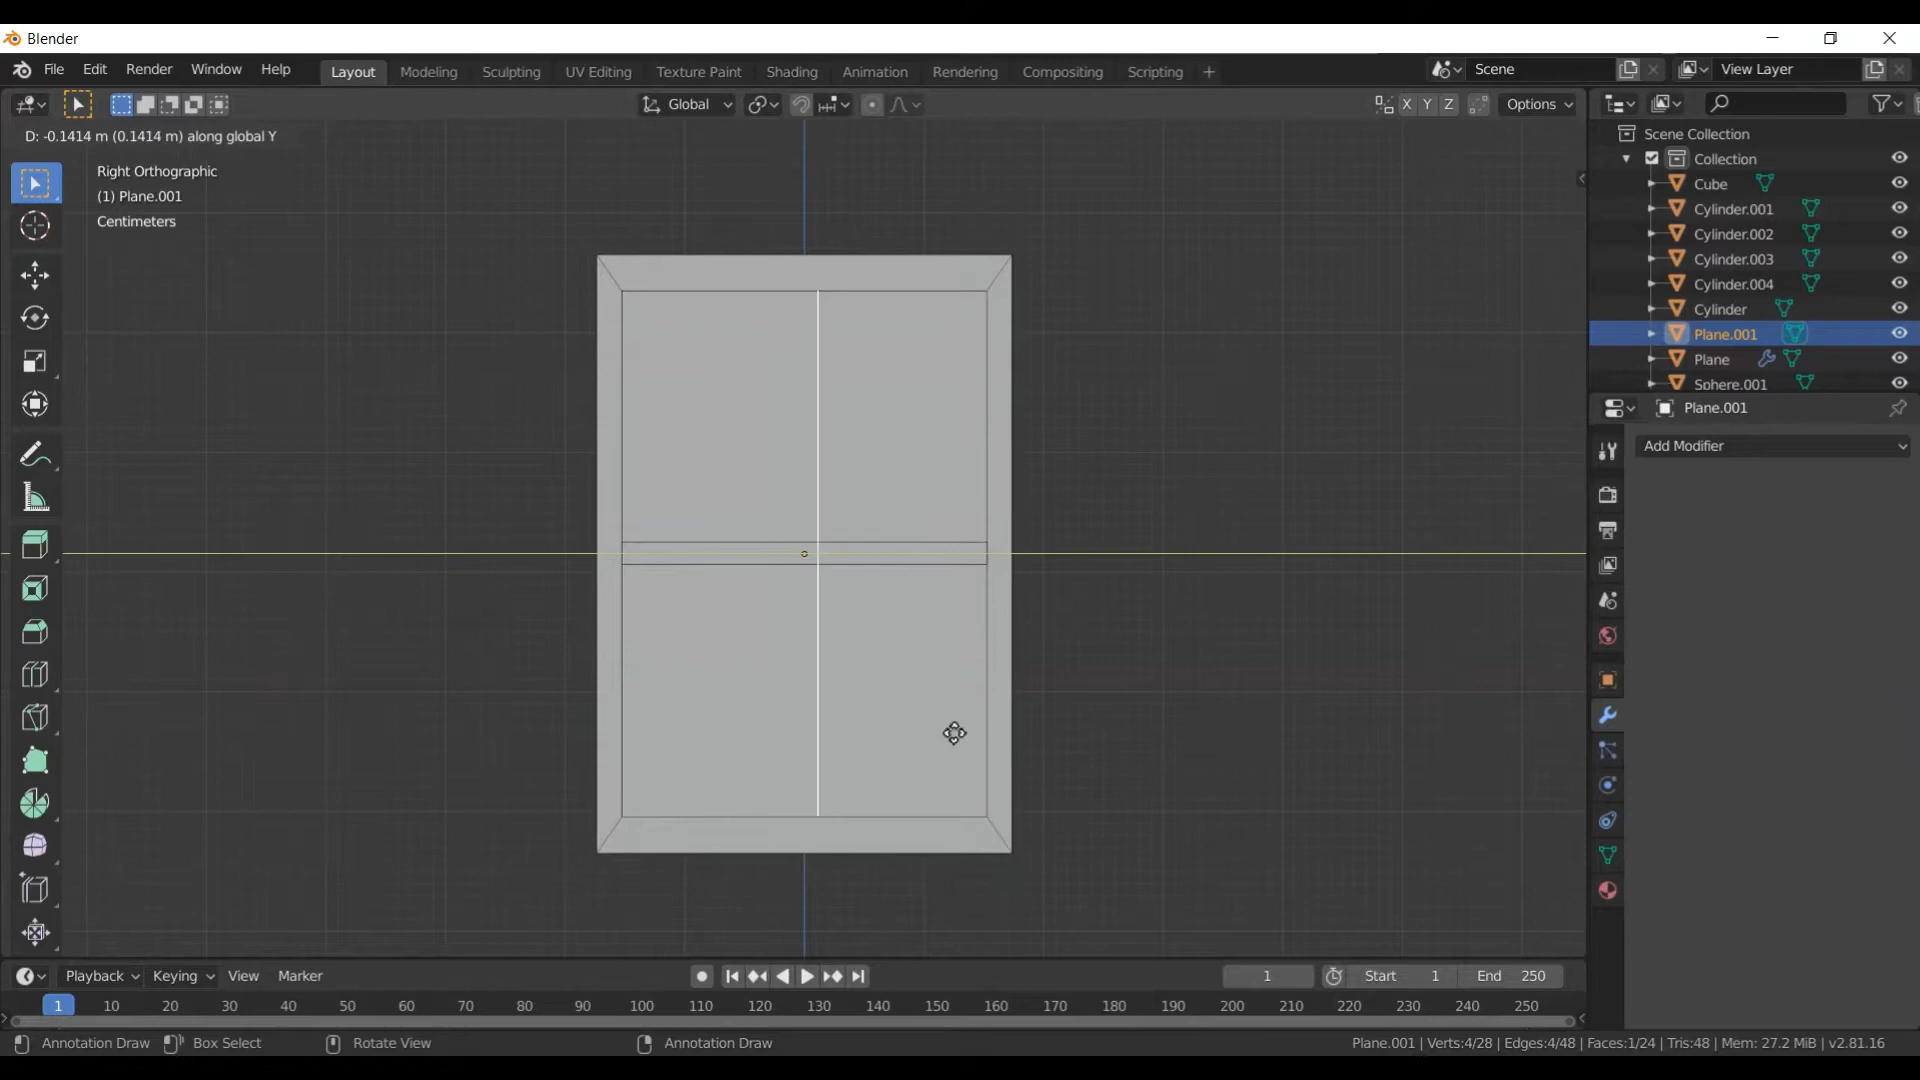 Blender
File Edit Render Window Help Layout Modeling Sculpting UV Editing Texture Paint Shading Animation Rendering Compositing Scripting + Scene View Layer
Global X Y Z Options
D: -0.1414 m (0.1414 m) along global Y
Right Orthographic
(1) Plane.001
Centimeters
Scene Collection
Collection
Cube
Cylinder.001
Cylinder.002
Cylinder.003
Cylinder.004
Cylinder
Plane.001
Plane
Sphere.001
Plane.001
Add Modifier
Playback Keying View Marker 1 Start 1 End 250
1 10 20 30 40 50 60 70 80 90 100 110 120 130 140 150 160 170 180 190 200 210 220 230 240 250
Annotation Draw Box Select Rotate View Annotation Draw Plane.001 | Verts:4/28 | Edges:4/48 | Faces:1/24 | Tris:48 | Mem: 27.2 MiB | v2.81.16